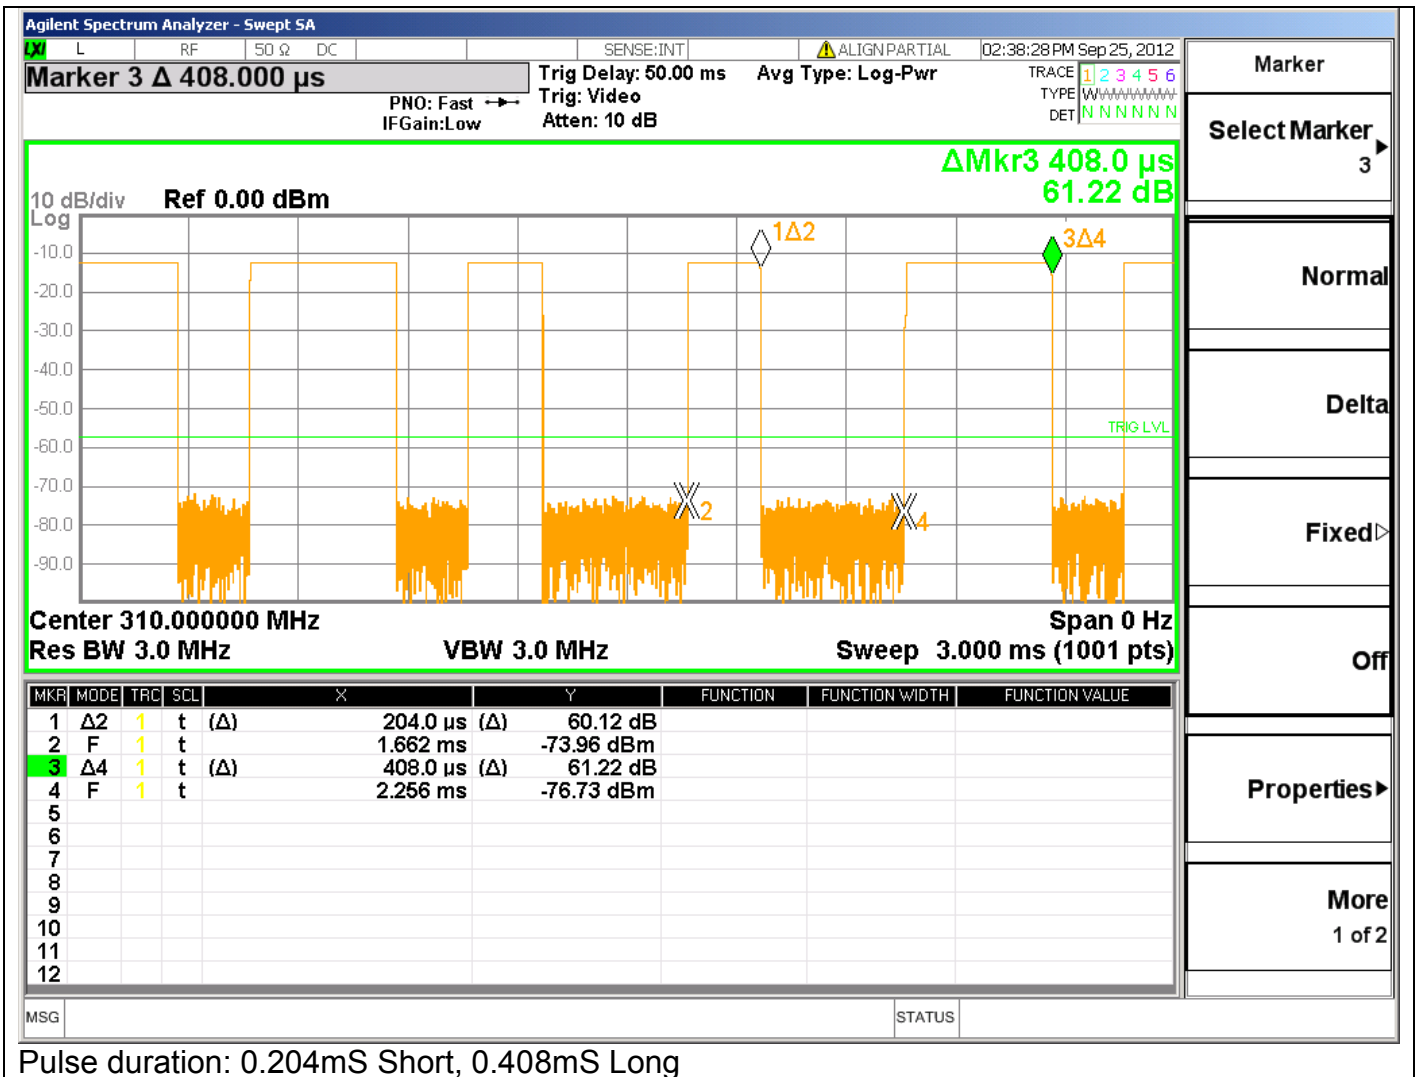 Agilent Spectrum Analyzer - Swept SA
LXI L RF 50 Ω DC SENSE:INT ALIGN PARTIAL 02:38:28 PM Sep 25, 2012
Marker 3 Δ 408.000 µs
PNO: Fast
IFGain:Low
Trig Delay: 50.00 ms
Trig: Video
Atten: 10 dB
Avg Type: Log-Pwr
TRACE 1 2 3 4 5 6
TYPE WWWWWW
DET N N N N N N
ΔMkr3 408.0 µs
61.22 dB
10 dB/div Ref 0.00 dBm
Log
1Δ2
3Δ4
-10.0
-20.0
-30.0
-40.0
-50.0
TRIG LVL
-60.0
-70.0
2
4
-80.0
-90.0
Center 310.000000 MHz Span 0 Hz
Res BW 3.0 MHz VBW 3.0 MHz Sweep 3.000 ms (1001 pts)
MKR MODE TRC SCL X Y FUNCTION FUNCTION WIDTH FUNCTION VALUE
1 Δ2 1 t (Δ) 204.0 µs (Δ) 60.12 dB
2 F 1 t 1.662 ms -73.96 dBm
3 Δ4 1 t (Δ) 408.0 µs (Δ) 61.22 dB
4 F 1 t 2.256 ms -76.73 dBm
5
6
7
8
9
10
11
12
MSG STATUS
Marker
Select Marker
3
Normal
Delta
Fixed
Off
Properties
More
1 of 2
Pulse duration: 0.204mS Short, 0.408mS Long